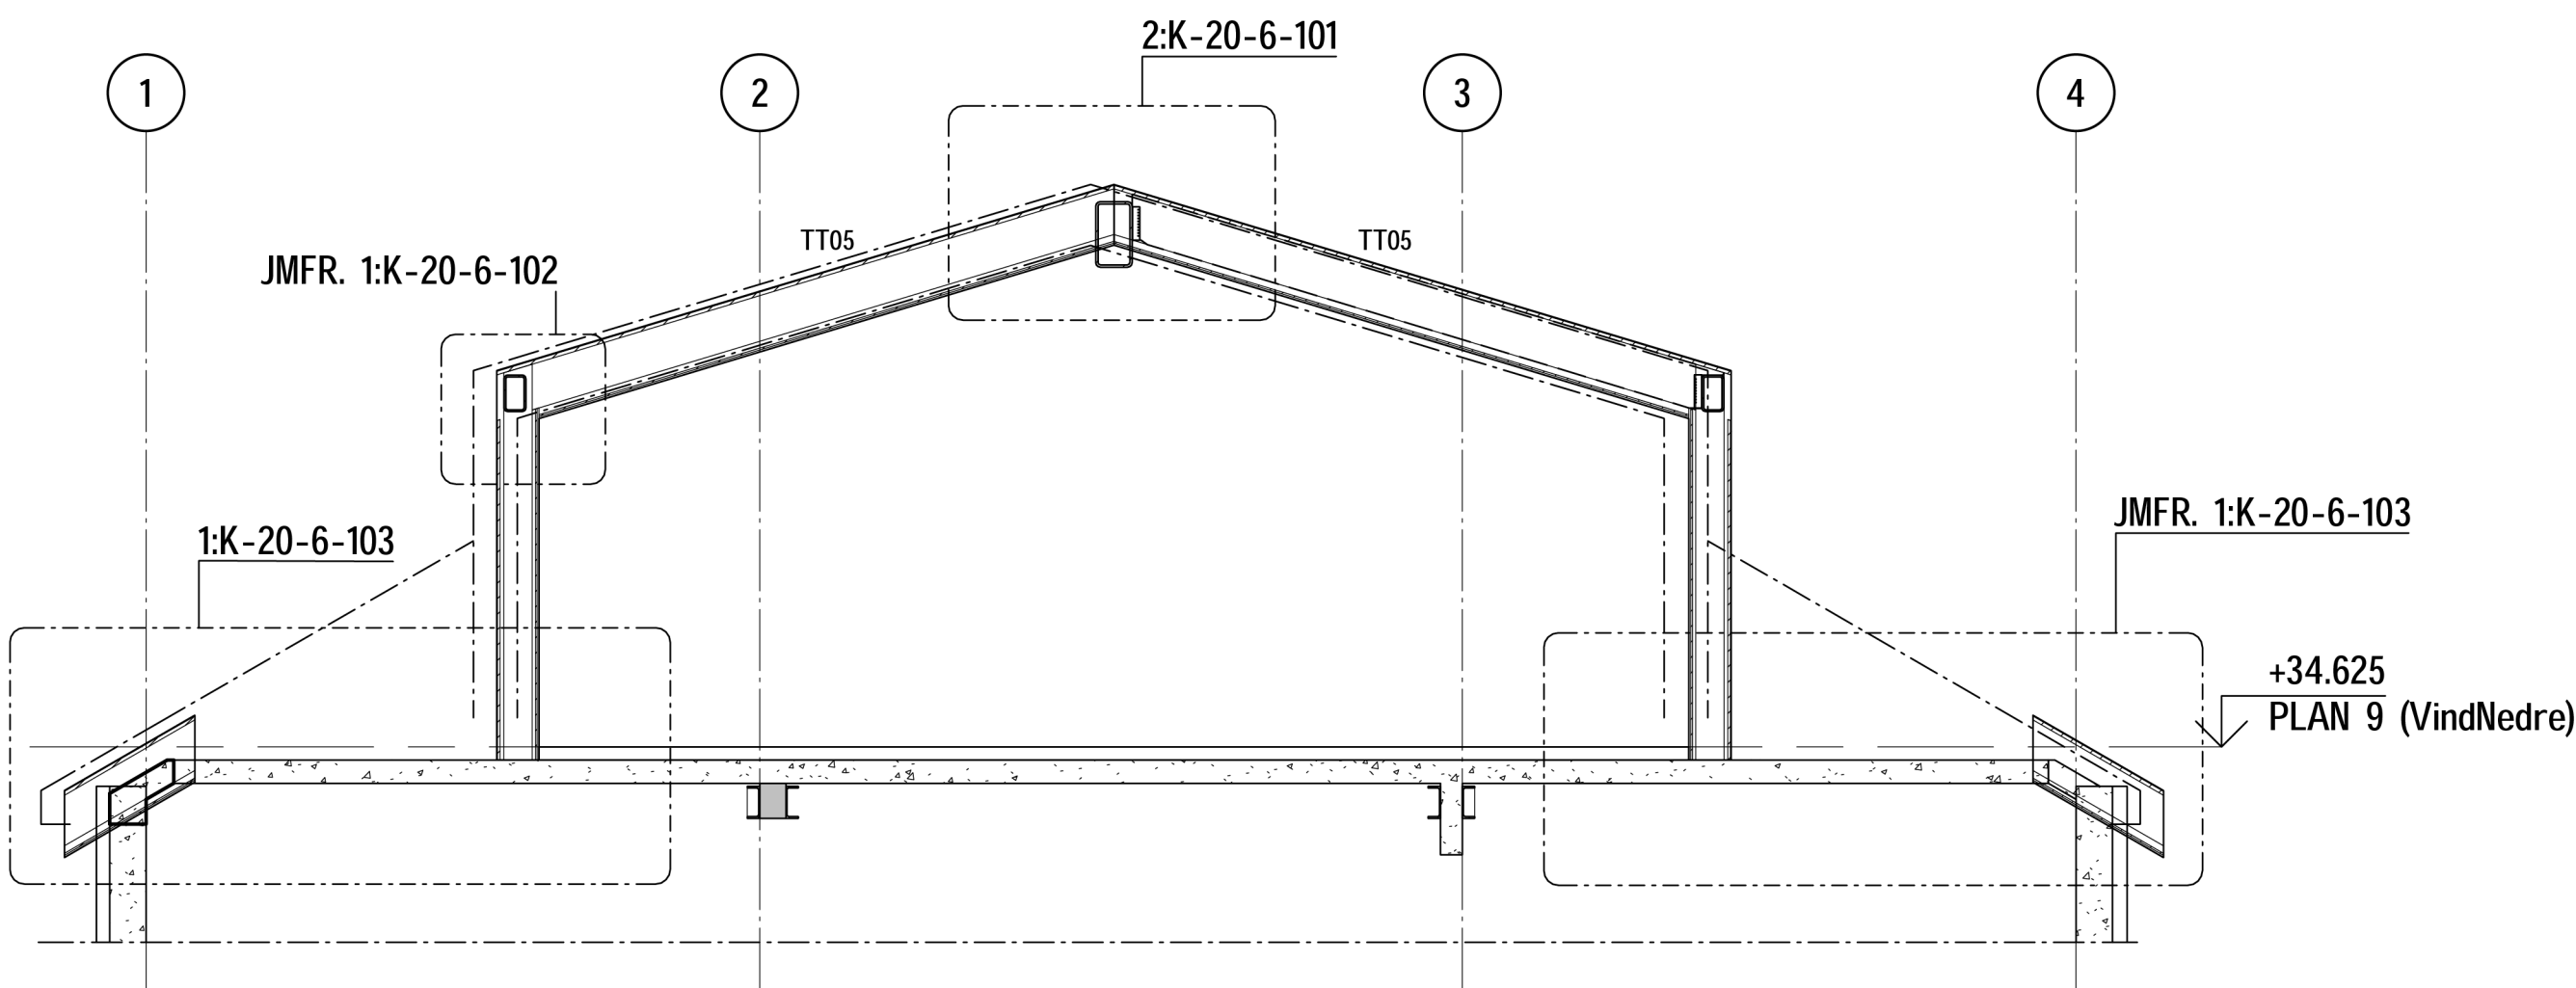 2:K-20-6-101
1
2
3
4
TT05
TT05
JMFR. 1:K-20-6-102
JMFR. 1:K-20-6-103
1:K-20-6-103
+34.625
PLAN 9 (VindNedre)